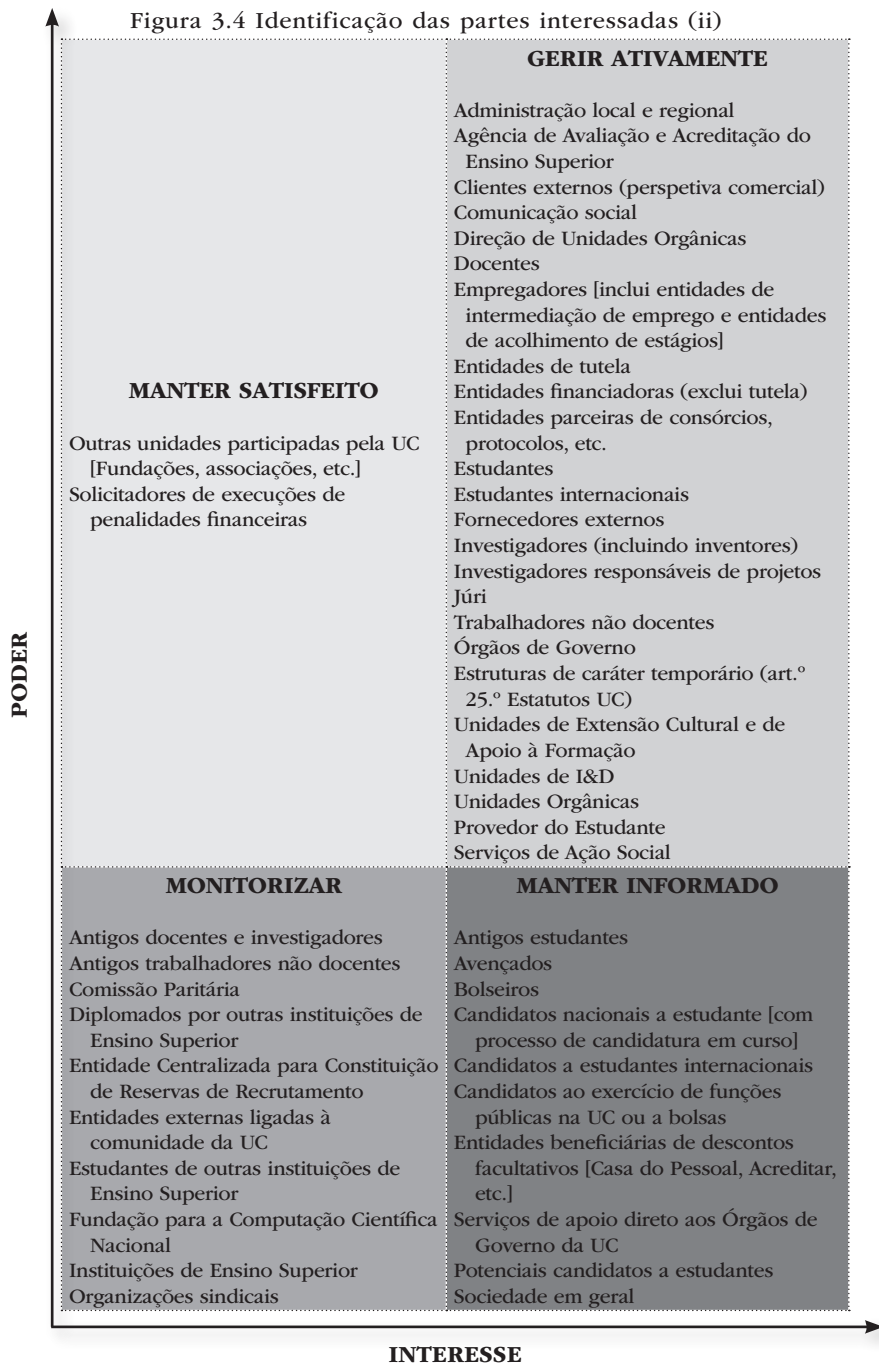 Figura 3.4 Identificação das partes interessadas (ii)
PODER
MANTER SATISFEITO
Outras unidades participadas pela UC
[Fundações, associações, etc.]
Solicitadores de execuções de
penalidades financeiras
GERIR ATIVAMENTE
Administração local e regional
Agência de Avaliação e Acreditação do
Ensino Superior
Clientes externos (perspetiva comercial)
Comunicação social
Direção de Unidades Orgânicas
Docentes
Empregadores [inclui entidades de
intermediação de emprego e entidades
de acolhimento de estágios]
Entidades de tutela
Entidades financiadoras (exclui tutela)
Entidades parceiras de consórcios,
protocolos, etc.
Estudantes
Estudantes internacionais
Fornecedores externos
Investigadores (incluindo inventores)
Investigadores responsáveis de projetos
Júri
Trabalhadores não docentes
Órgãos de Governo
Estruturas de caráter temporário (art.º
25.º Estatutos UC)
Unidades de Extensão Cultural e de
Apoio à Formação
Unidades de I&D
Unidades Orgânicas
Provedor do Estudante
Serviços de Ação Social
MONITORIZAR
Antigos docentes e investigadores
Antigos trabalhadores não docentes
Comissão Paritária
Diplomados por outras instituições de
Ensino Superior
Entidade Centralizada para Constituição
de Reservas de Recrutamento
Entidades externas ligadas à
comunidade da UC
Estudantes de outras instituições de
Ensino Superior
Fundação para a Computação Científica
Nacional
Instituições de Ensino Superior
Organizações sindicais
MANTER INFORMADO
Antigos estudantes
Avençados
Bolseiros
Candidatos nacionais a estudante [com
processo de candidatura em curso]
Candidatos a estudantes internacionais
Candidatos ao exercício de funções
públicas na UC ou a bolsas
Entidades beneficiárias de descontos
facultativos [Casa do Pessoal, Acreditar,
etc.]
Serviços de apoio direto aos Órgãos de
Governo da UC
Potenciais candidatos a estudantes
Sociedade em geral
INTERESSE